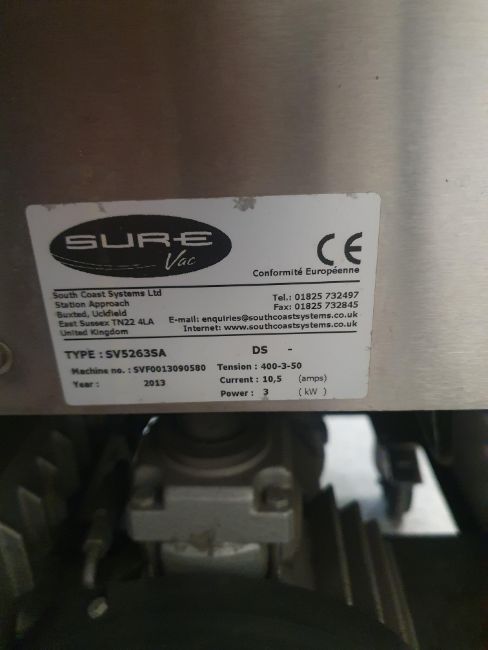 SURE
Vac
CE
Conformité Européenne
South Coast Systems Ltd
Station Approach
Buxted, Uckfield
East Sussex TN22 4LA
United Kingdom
Tel.: 01825 732497
Fax: 01825 732845
E-mail: enquiries@southcoastsystems.co.uk
Internet: www.southcoastsystems.co.uk
TYPE : SV5263SA DS -
Machine no. : SVF0013090580 Tension : 400-3-50
Year : 2013 Current : 10,5 (amps)
Power : 3 (kW)